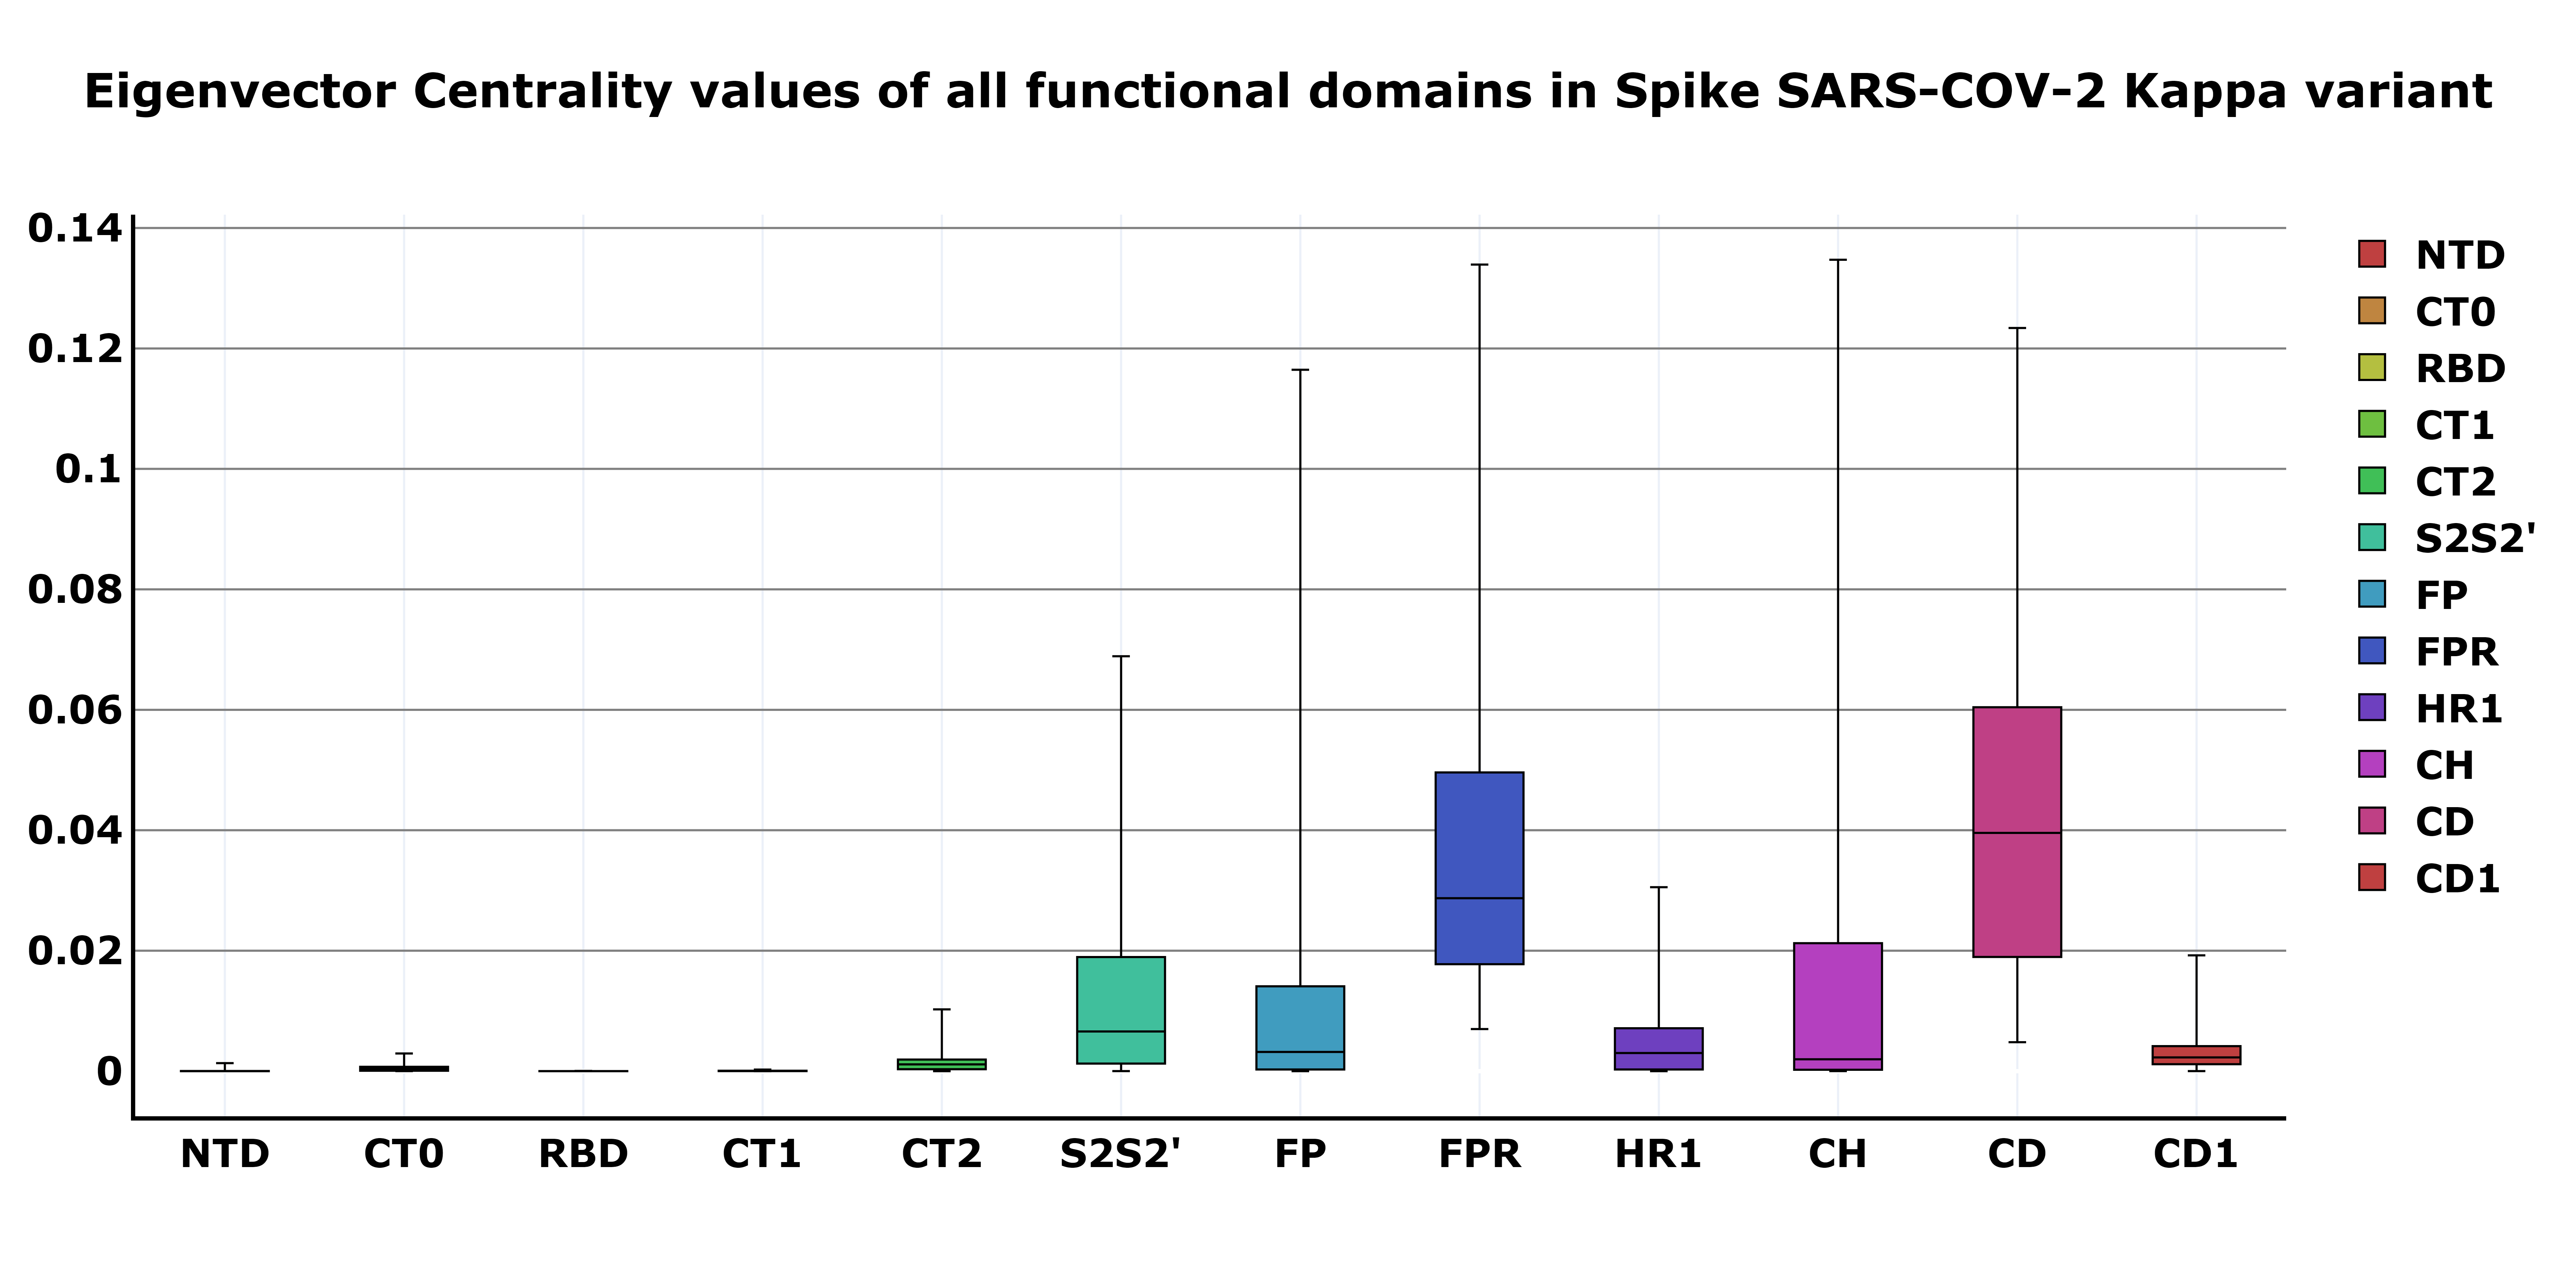 Eigenvector Centrality values of all functional domains in Spike SARS-COV-2 Kappa variant
0.14
0.12
0.1
0.08
0.06
0.04
0.02
0
NTD CT0 RBD CT1 CT2 S2S2' FP FPR HR1 CH CD CD1
NTD
CT0
RBD
CT1
CT2
S2S2'
FP
FPR
HR1
CH
CD
CD1